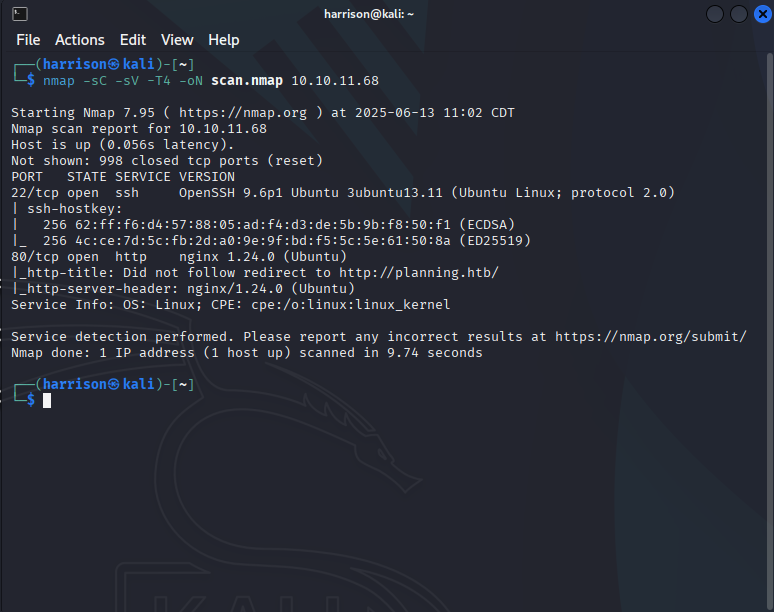 harrison@kali: ~
File Actions Edit View Help
┌──(harrison㉿kali)-[~]
└─$ nmap -sC -sV -T4 -oN scan.nmap 10.10.11.68
Starting Nmap 7.95 ( https://nmap.org ) at 2025-06-13 11:02 CDT
Nmap scan report for 10.10.11.68
Host is up (0.056s latency).
Not shown: 998 closed tcp ports (reset)
PORT   STATE SERVICE VERSION
22/tcp open  ssh     OpenSSH 9.6p1 Ubuntu 3ubuntu13.11 (Ubuntu Linux; protocol 2.0)
| ssh-hostkey:
|   256 62:ff:f6:d4:57:88:05:ad:f4:d3:de:5b:9b:f8:50:f1 (ECDSA)
|_  256 4c:ce:7d:5c:fb:2d:a0:9e:9f:bd:f5:5c:5e:61:50:8a (ED25519)
80/tcp open  http    nginx 1.24.0 (Ubuntu)
|_http-title: Did not follow redirect to http://planning.htb/
|_http-server-header: nginx/1.24.0 (Ubuntu)
Service Info: OS: Linux; CPE: cpe:/o:linux:linux_kernel
Service detection performed. Please report any incorrect results at https://nmap.org/submit/
Nmap done: 1 IP address (1 host up) scanned in 9.74 seconds
┌──(harrison㉿kali)-[~]
└─$
KALI